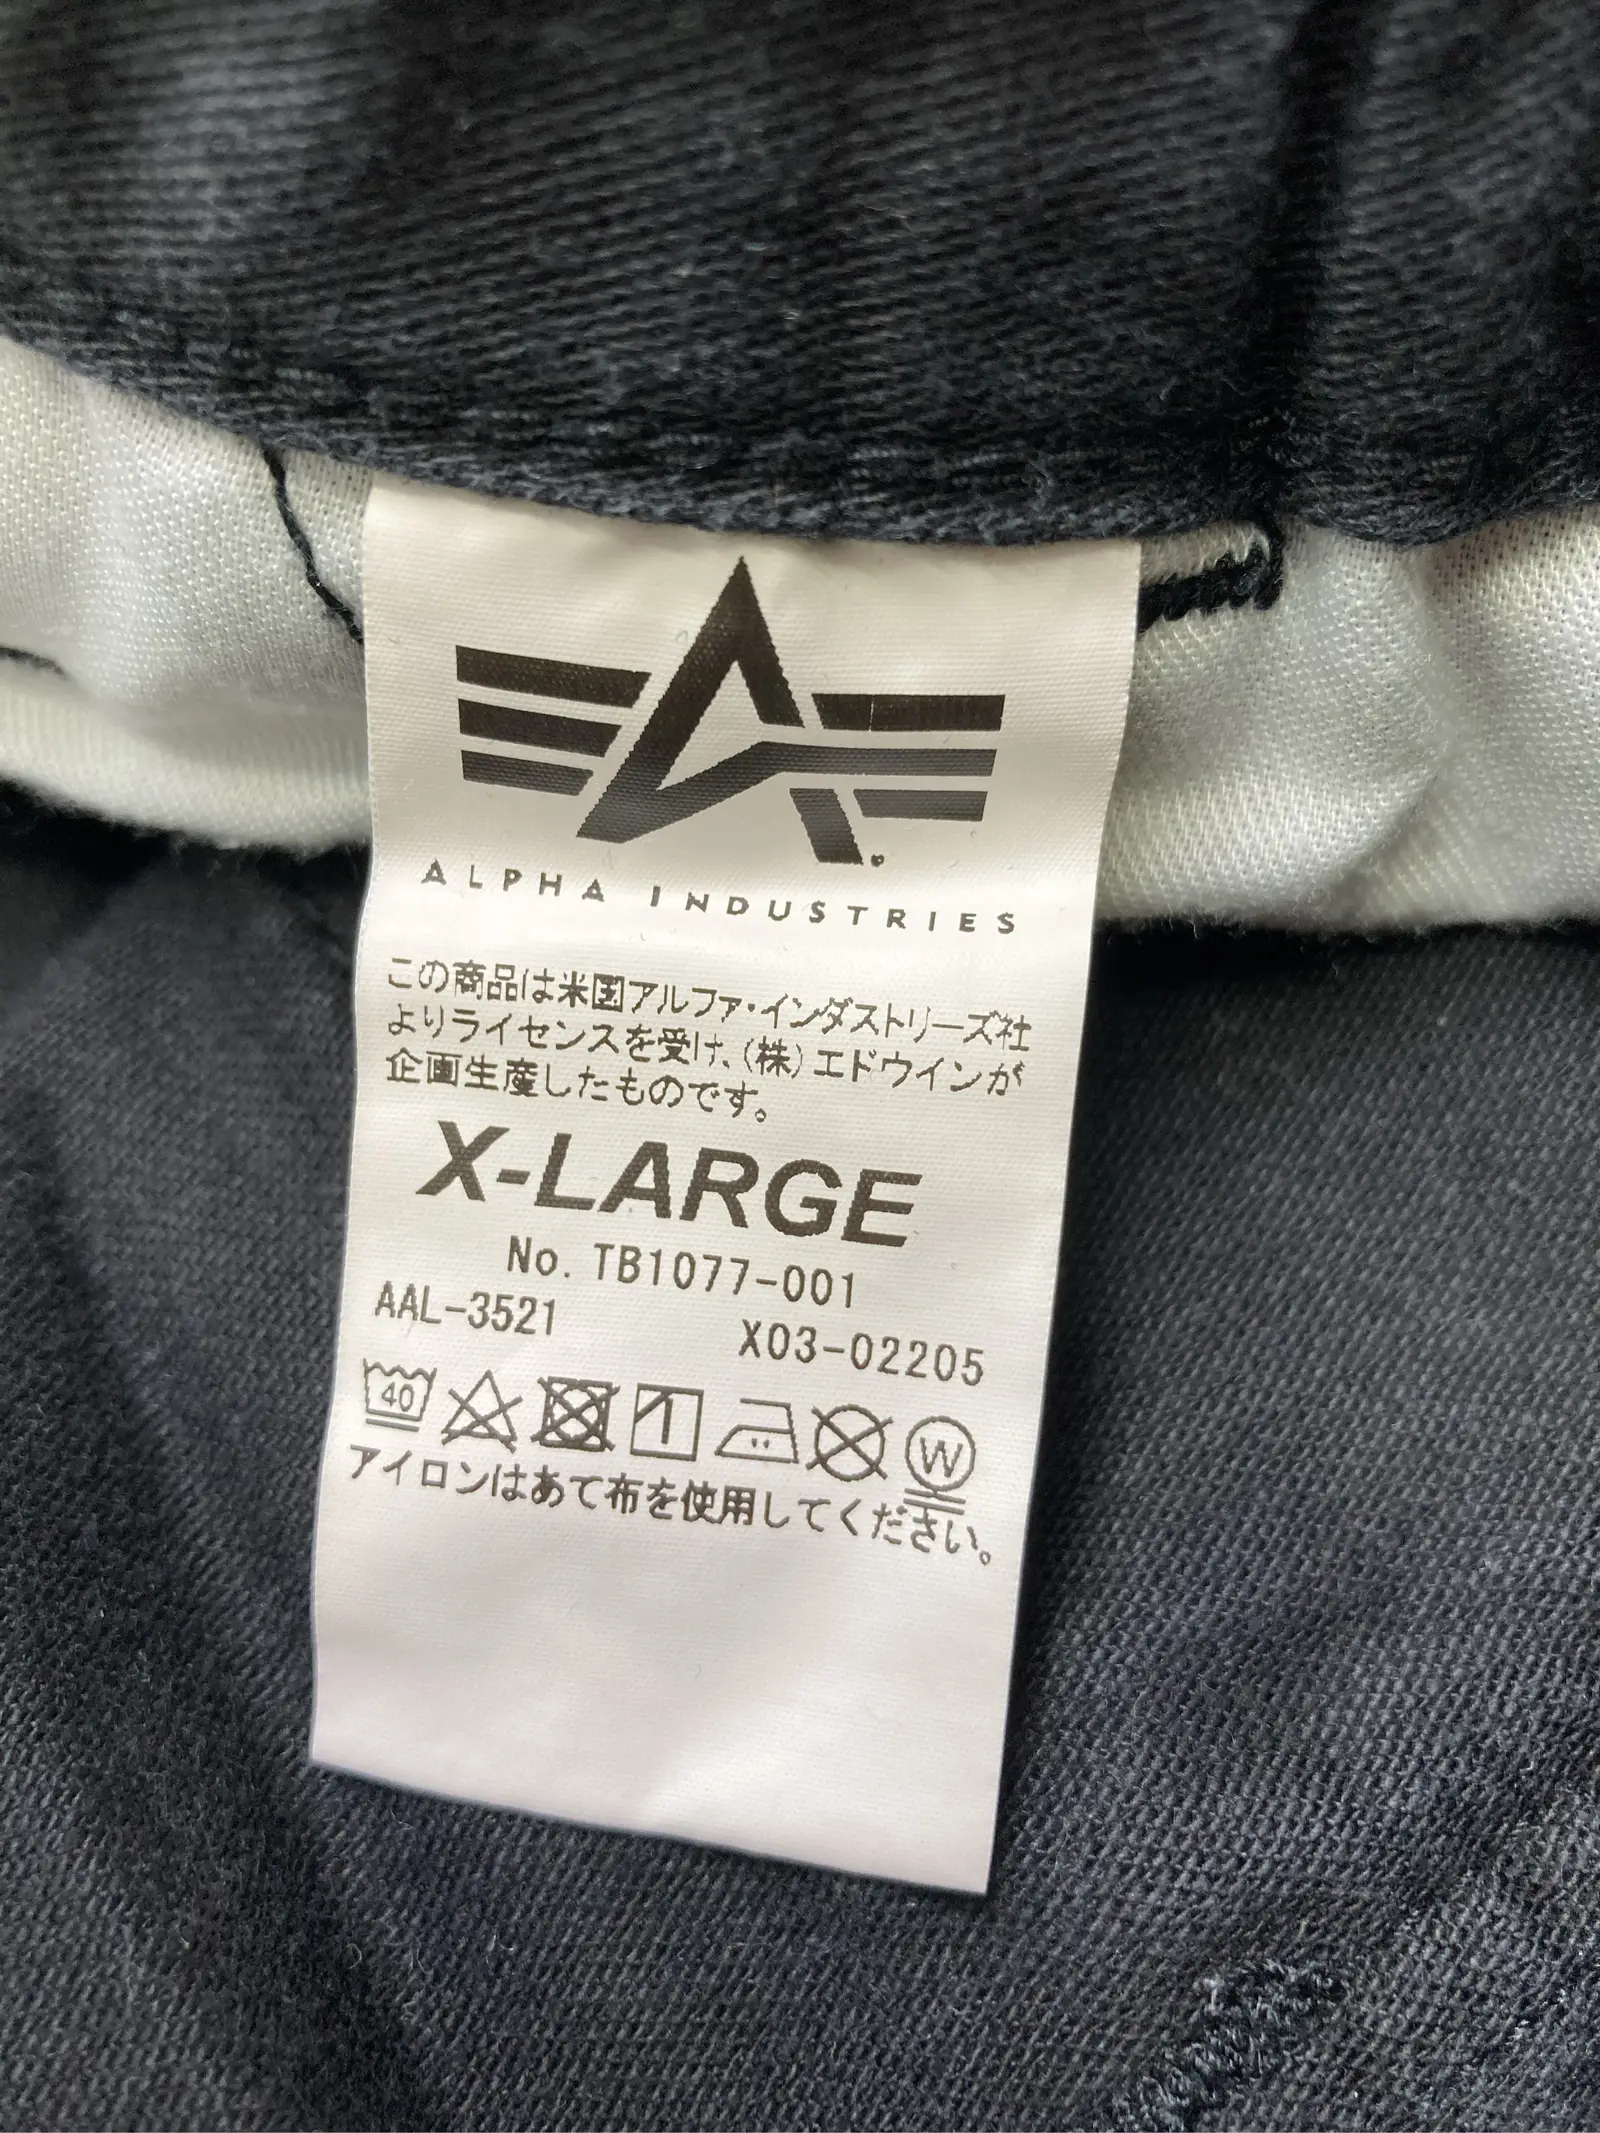 ALPHA INDUSTRIES
この商品は米国アルファ・インダストリーズ社
よりライセンスを受け、(株)エドウインが
企画生産したものです。
X-LARGE
No. TB1077-001
AAL-3521
X03-02205
40
1
W
アイロンはあて布を使用してください。